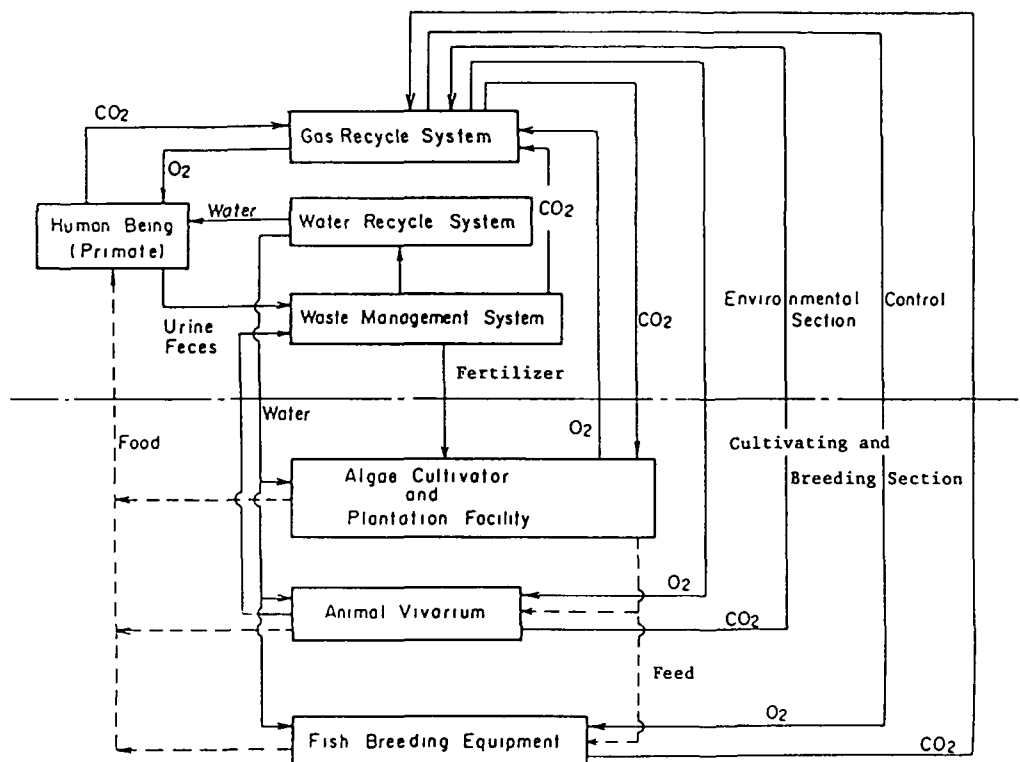 CO2
Gas Recycle System
O2
Water
Water Recycle System
CO2
Human Being
(Primate)
Environmental Control
Section
Waste Management System
CO2
Urine
Feces
Fertilizer
Water
O2
Food
Cultivating and
Breeding Section
Algae Cultivator
and
Plantation Facility
O2
Animal Vivarium
CO2
Feed
O2
Fish Breeding Equipment
CO2